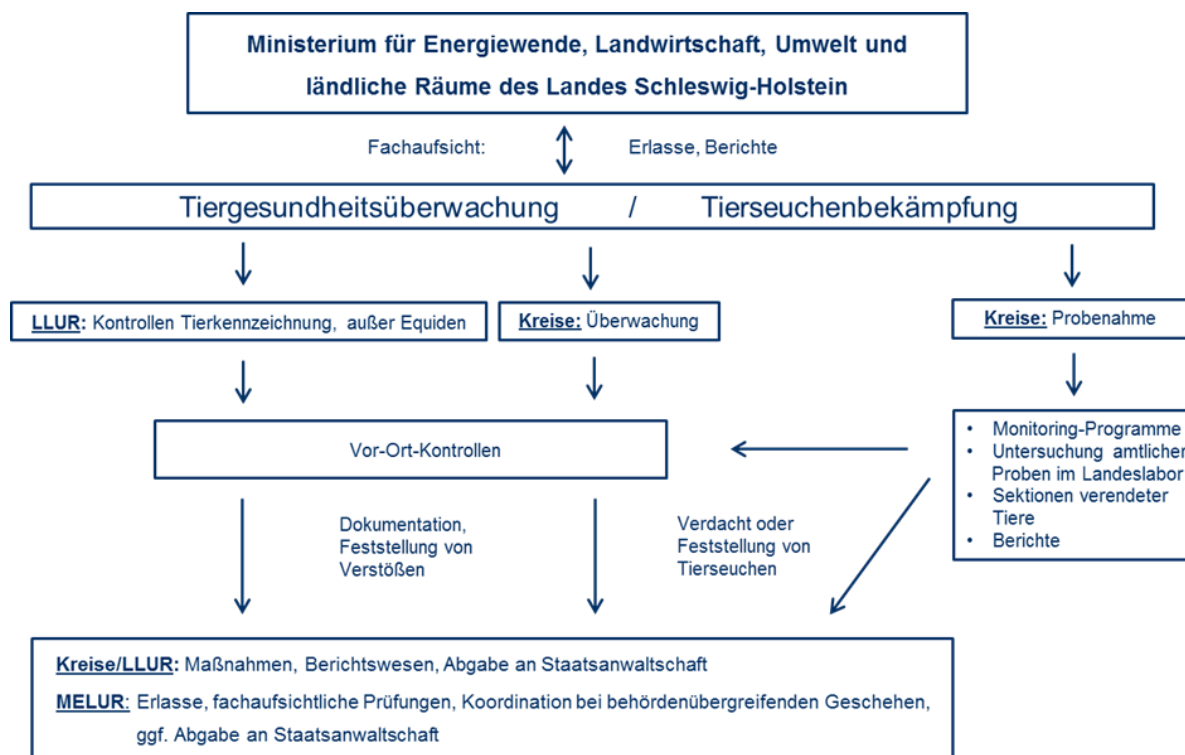 Ministerium für Energiewende, Landwirtschaft, Umwelt und
ländliche Räume des Landes Schleswig-Holstein
Fachaufsicht: Erlasse, Berichte
Tiergesundheitsüberwachung / Tierseuchenbekämpfung
LLUR: Kontrollen Tierkennzeichnung, außer Equiden
Kreise: Überwachung
Kreise: Probenahme
Vor-Ort-Kontrollen
• Monitoring-Programme
• Untersuchung amtlicher
Proben im Landeslabor
• Sektionen verendeter
Tiere
• Berichte
Dokumentation,
Feststellung von
Verstößen
Verdacht oder
Feststellung von
Tierseuchen
Kreise/LLUR: Maßnahmen, Berichtswesen, Abgabe an Staatsanwaltschaft
MELUR: Erlasse, fachaufsichtliche Prüfungen, Koordination bei behördenübergreifenden Geschehen,
ggf. Abgabe an Staatsanwaltschaft